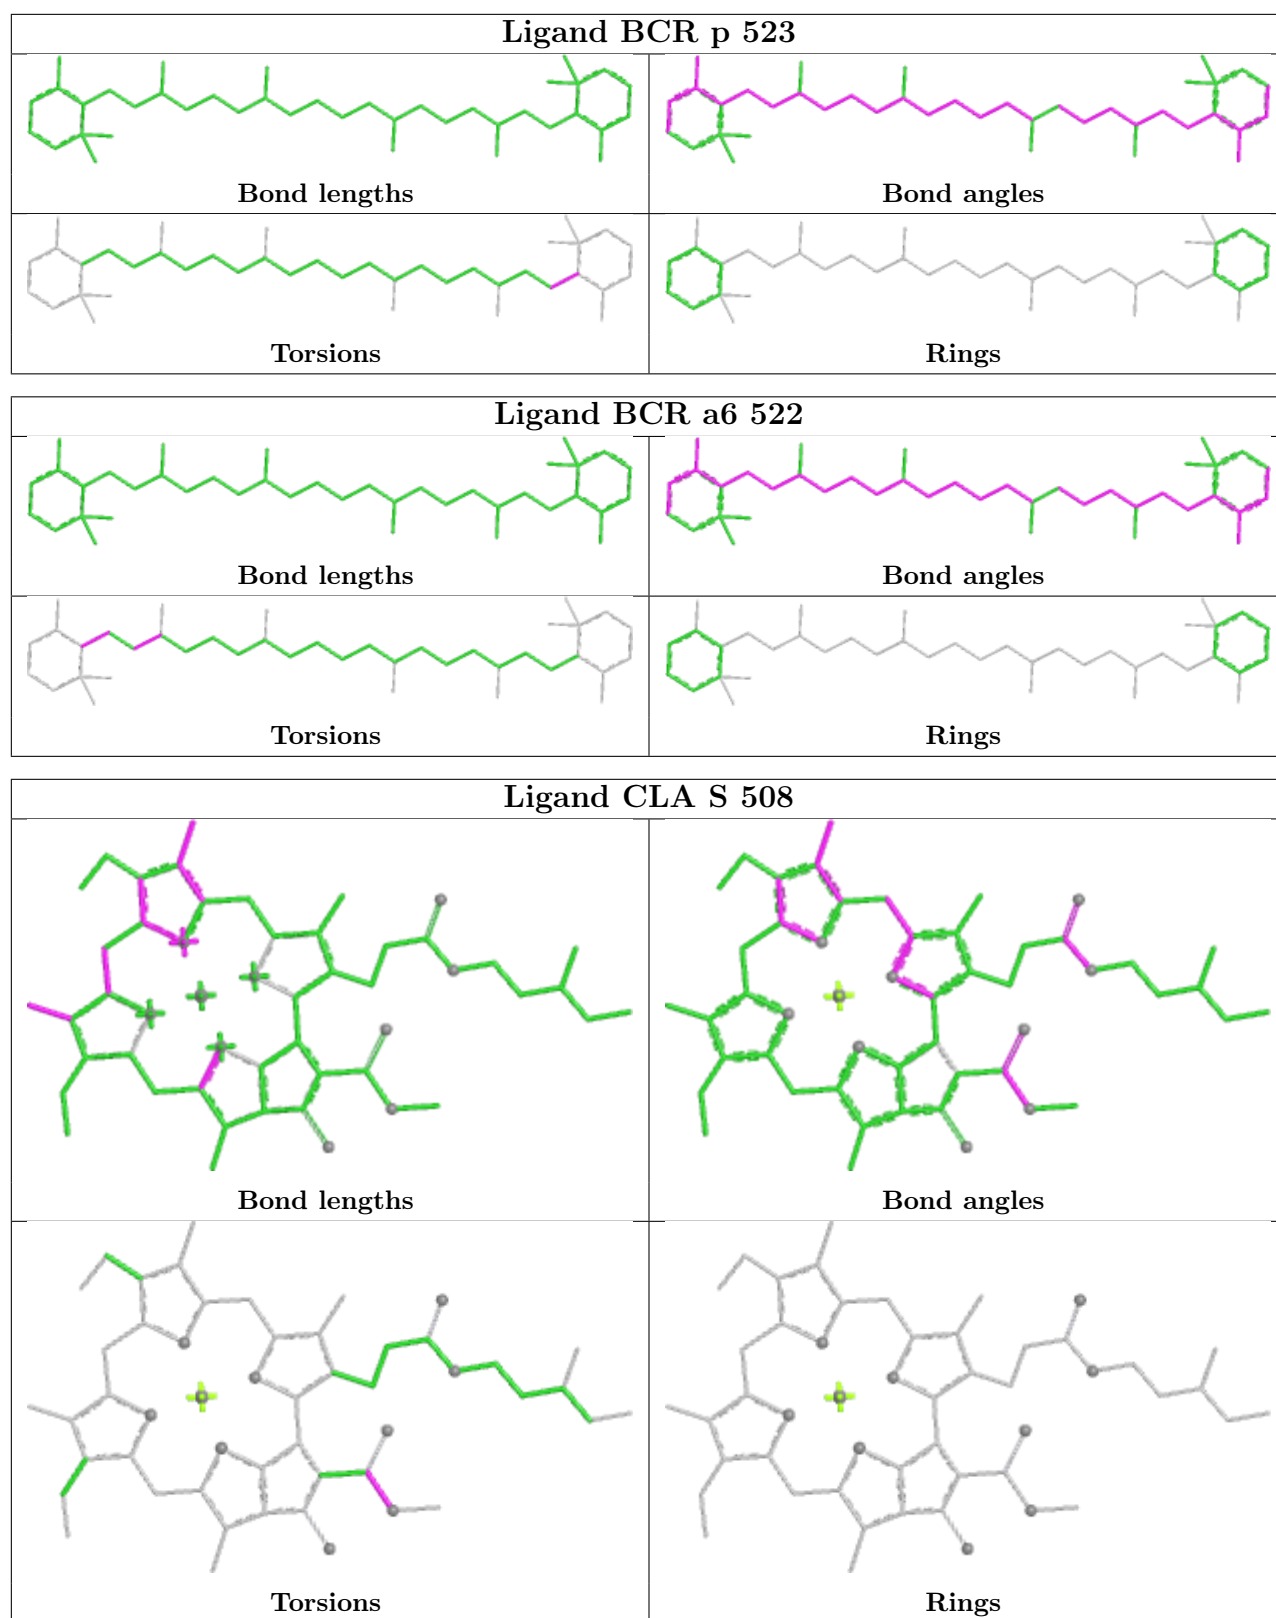 Ligand BCR p 523
Bond lengths Bond angles
Torsions Rings
Ligand BCR a6 522
Bond lengths Bond angles
Torsions Rings
Ligand CLA S 508
Bond lengths Bond angles
Torsions Rings